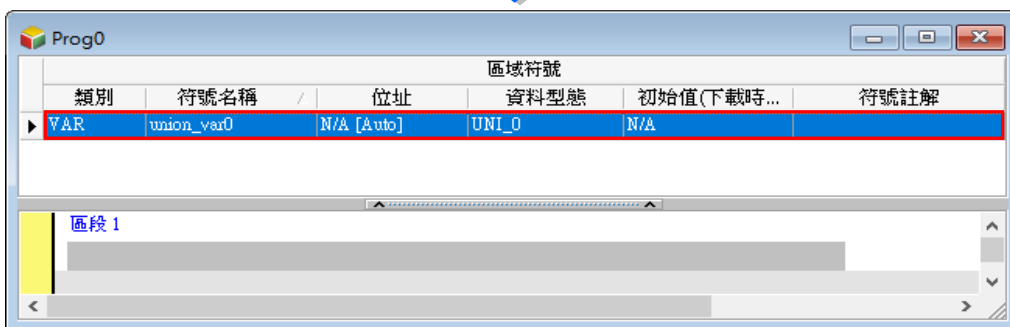 Prog0
區域符號
類別 符號名稱 位址 資料型態 初始值(下載時... 符號註解
VAR union_var0 N/A [Auto] UNI_0 N/A
區段 1